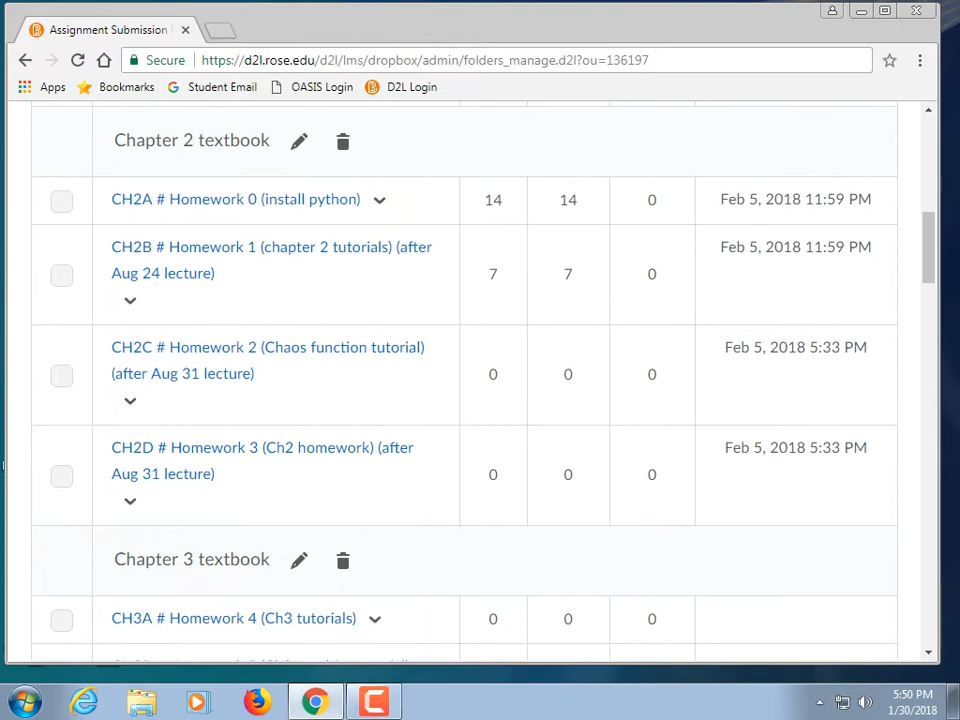 Assignment Submission
Secure
https://d2l.rose.edu/d2l/lms/dropbox/admin/folders_manage.d2l?ou=136197
Apps
Bookmarks
Student Email
OASIS Login
D2L Login
Chapter 2 textbook
CH2A # Homework 0 (install python)
14
14
0
Feb 5, 2018 11:59 PM
CH2B # Homework 1 (chapter 2 tutorials) (after
Aug 24 lecture)
7
7
0
Feb 5, 2018 11:59 PM
CH2C # Homework 2 (Chaos function tutorial)
(after Aug 31 lecture)
0
0
0
Feb 5, 2018 5:33 PM
CH2D # Homework 3 (Ch2 homework) (after
Aug 31 lecture)
0
0
0
Feb 5, 2018 5:33 PM
Chapter 3 textbook
CH3A # Homework 4 (Ch3 tutorials)
0
0
0
5:50 PM
1/30/2018